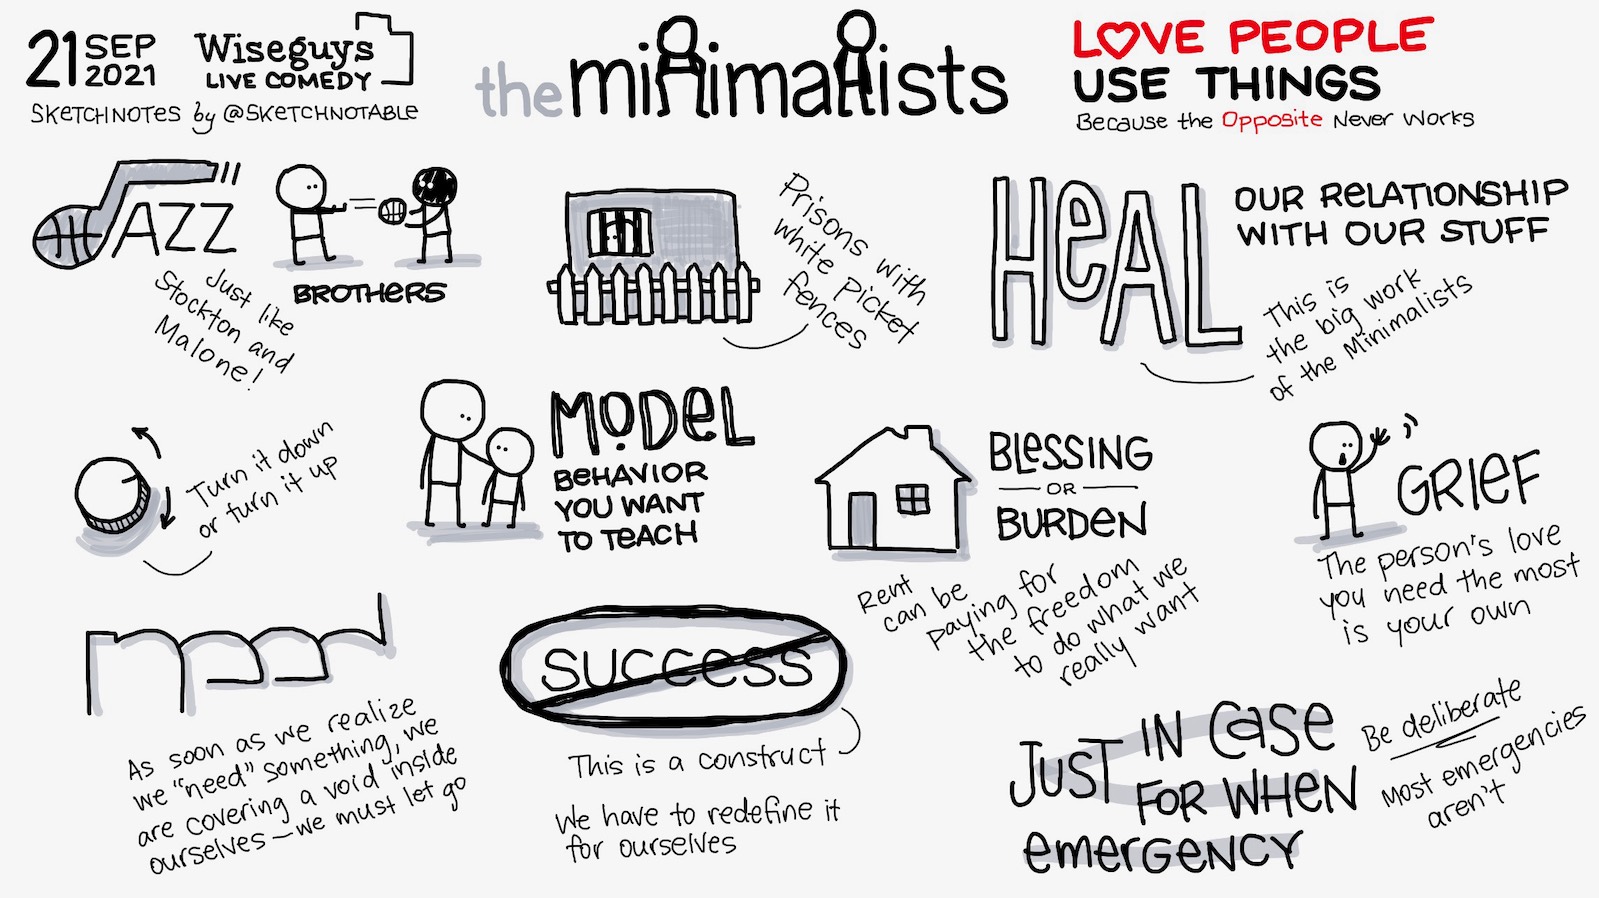 21 SEP
2021
Wiseguys
LIVE COMEDY
SKETCHNOTES by @SKETCHNOTABLE
the minimalists
LOVE PEOPLE
USE THINGS
Because the Opposite Never Works
JAZZ
Just like
Stockton and
Malone!
BROTHERS
Prisons with
white picket
fences
HEAL
OUR RELATIONSHIP
WITH OUR STUFF
This is
the big work
of the Minimalists
Turn it down
or turn it up
MODEL
BEHAVIOR
YOU WANT
TO TEACH
BLESSING
OR
BURDEN
Rent
can be
paying for
the freedom
to do what we
really want
GRIEF
The person's love
you need the most
is your own
need
As soon as we realize
we "need" something, we
are covering a void inside
ourselves — we must let go
SUCCESS
This is a construct
We have to redefine it
for ourselves
JUST IN CASE
FOR WHEN
EMERGENCY
Be deliberate
Most emergencies
aren't